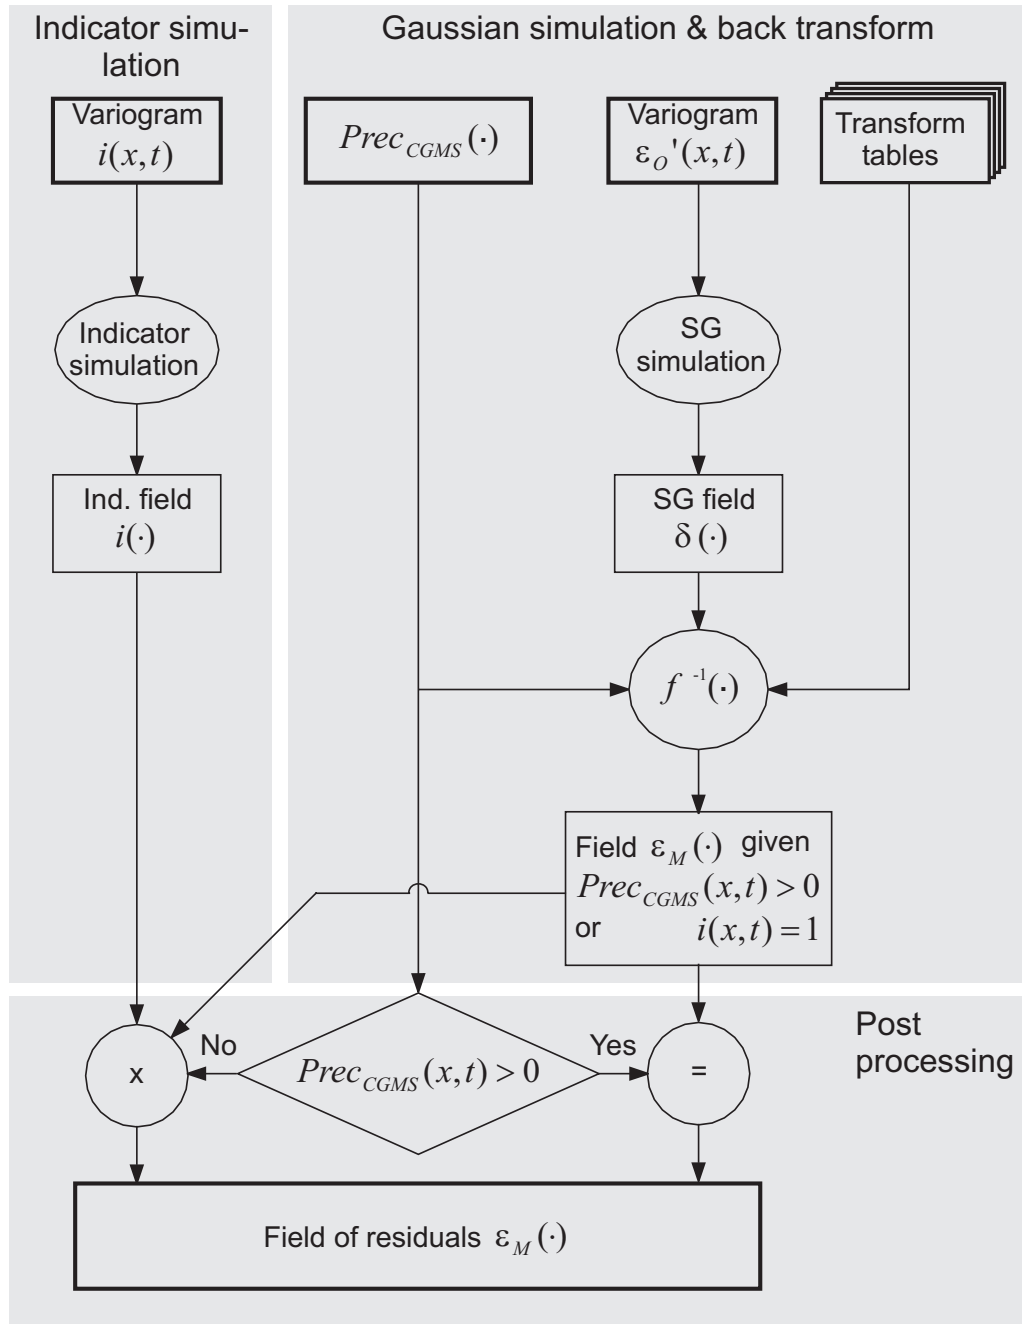 Indicator simu-
lation
Gaussian simulation & back transform
Variogram
i(x,t)
Prec_CGMS(·)
Variogram
ε_O'(x,t)
Transform
tables
Indicator
simulation
SG
simulation
Ind. field
i(·)
SG field
δ(·)
f⁻¹(·)
Field ε_M(·) given
Prec_CGMS(x,t) > 0
or i(x,t) = 1
Post
processing
No
Yes
x
Prec_CGMS(x,t) > 0
=
Field of residuals ε_M(·)